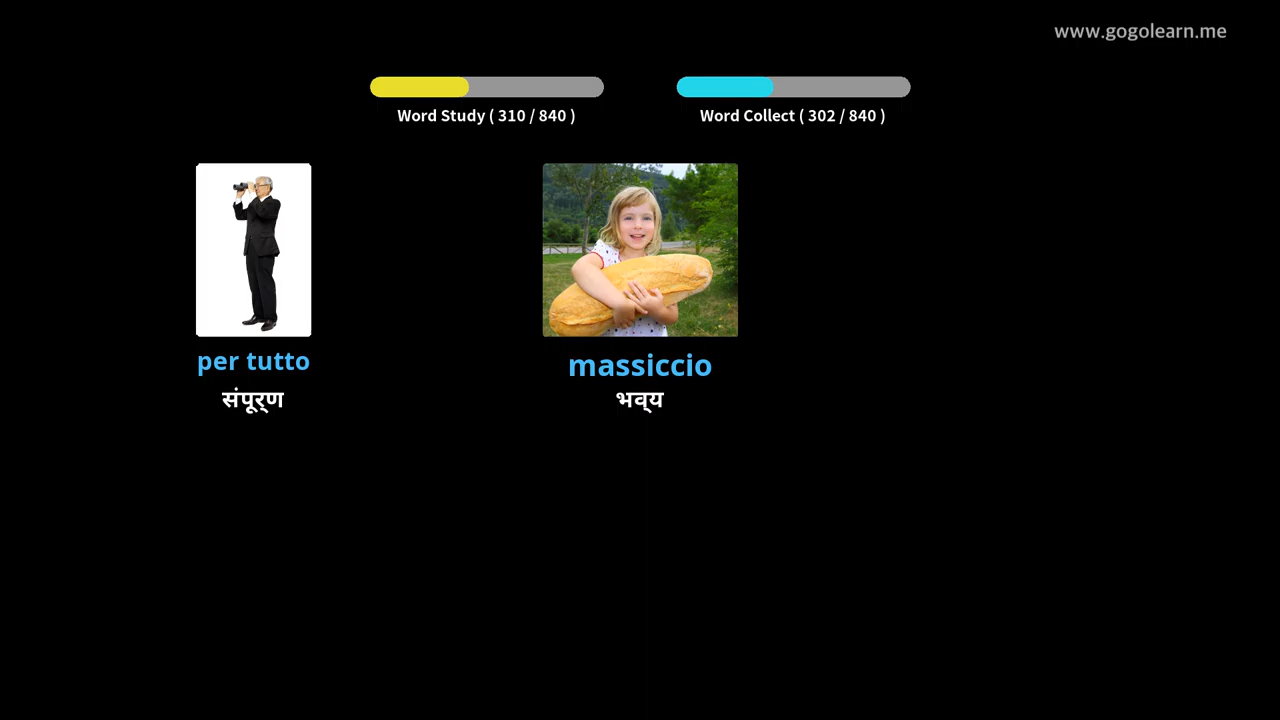 www.gogolearn.me
Word Study ( 310 / 840 )
Word Collect ( 302 / 840 )
per tutto
massiccio
संपूर्ण
भव्य